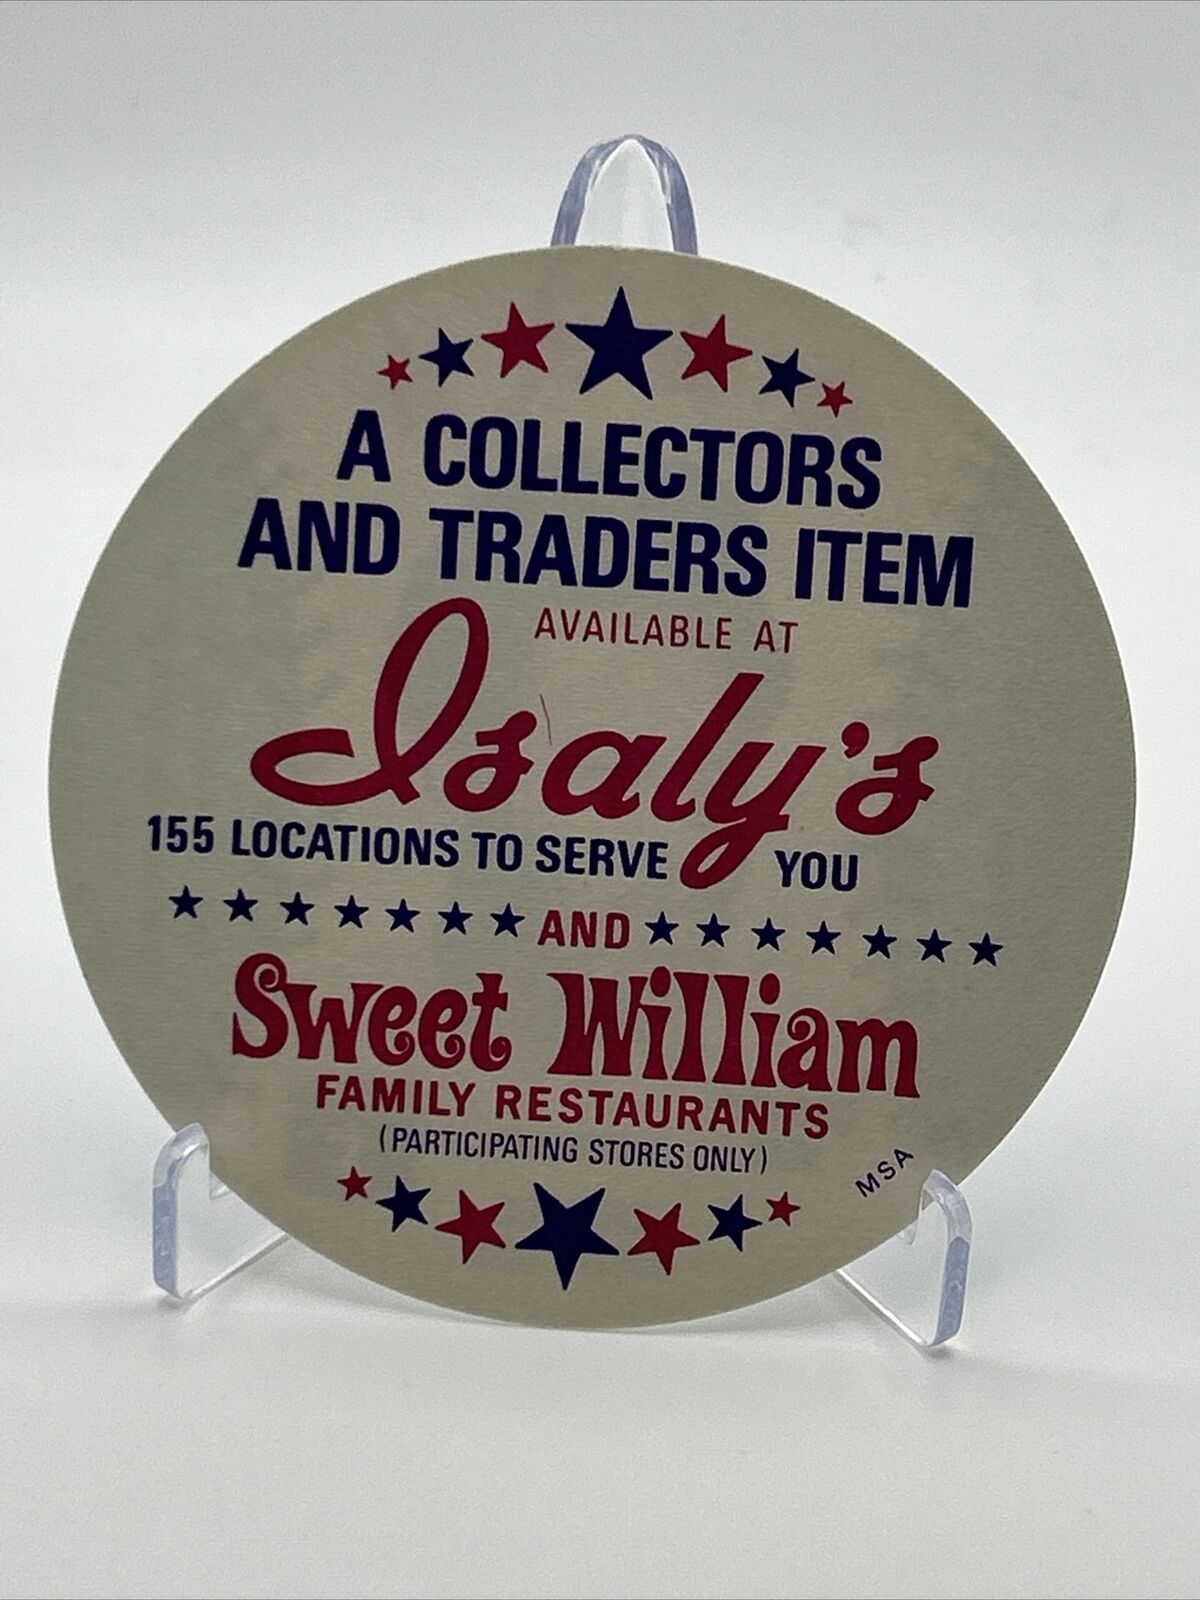 A COLLECTORS
AND TRADERS ITEM
AVAILABLE AT
Isaly's
155 LOCATIONS TO SERVE YOU
AND
Sweet William
FAMILY RESTAURANTS
(PARTICIPATING STORES ONLY)
MSA